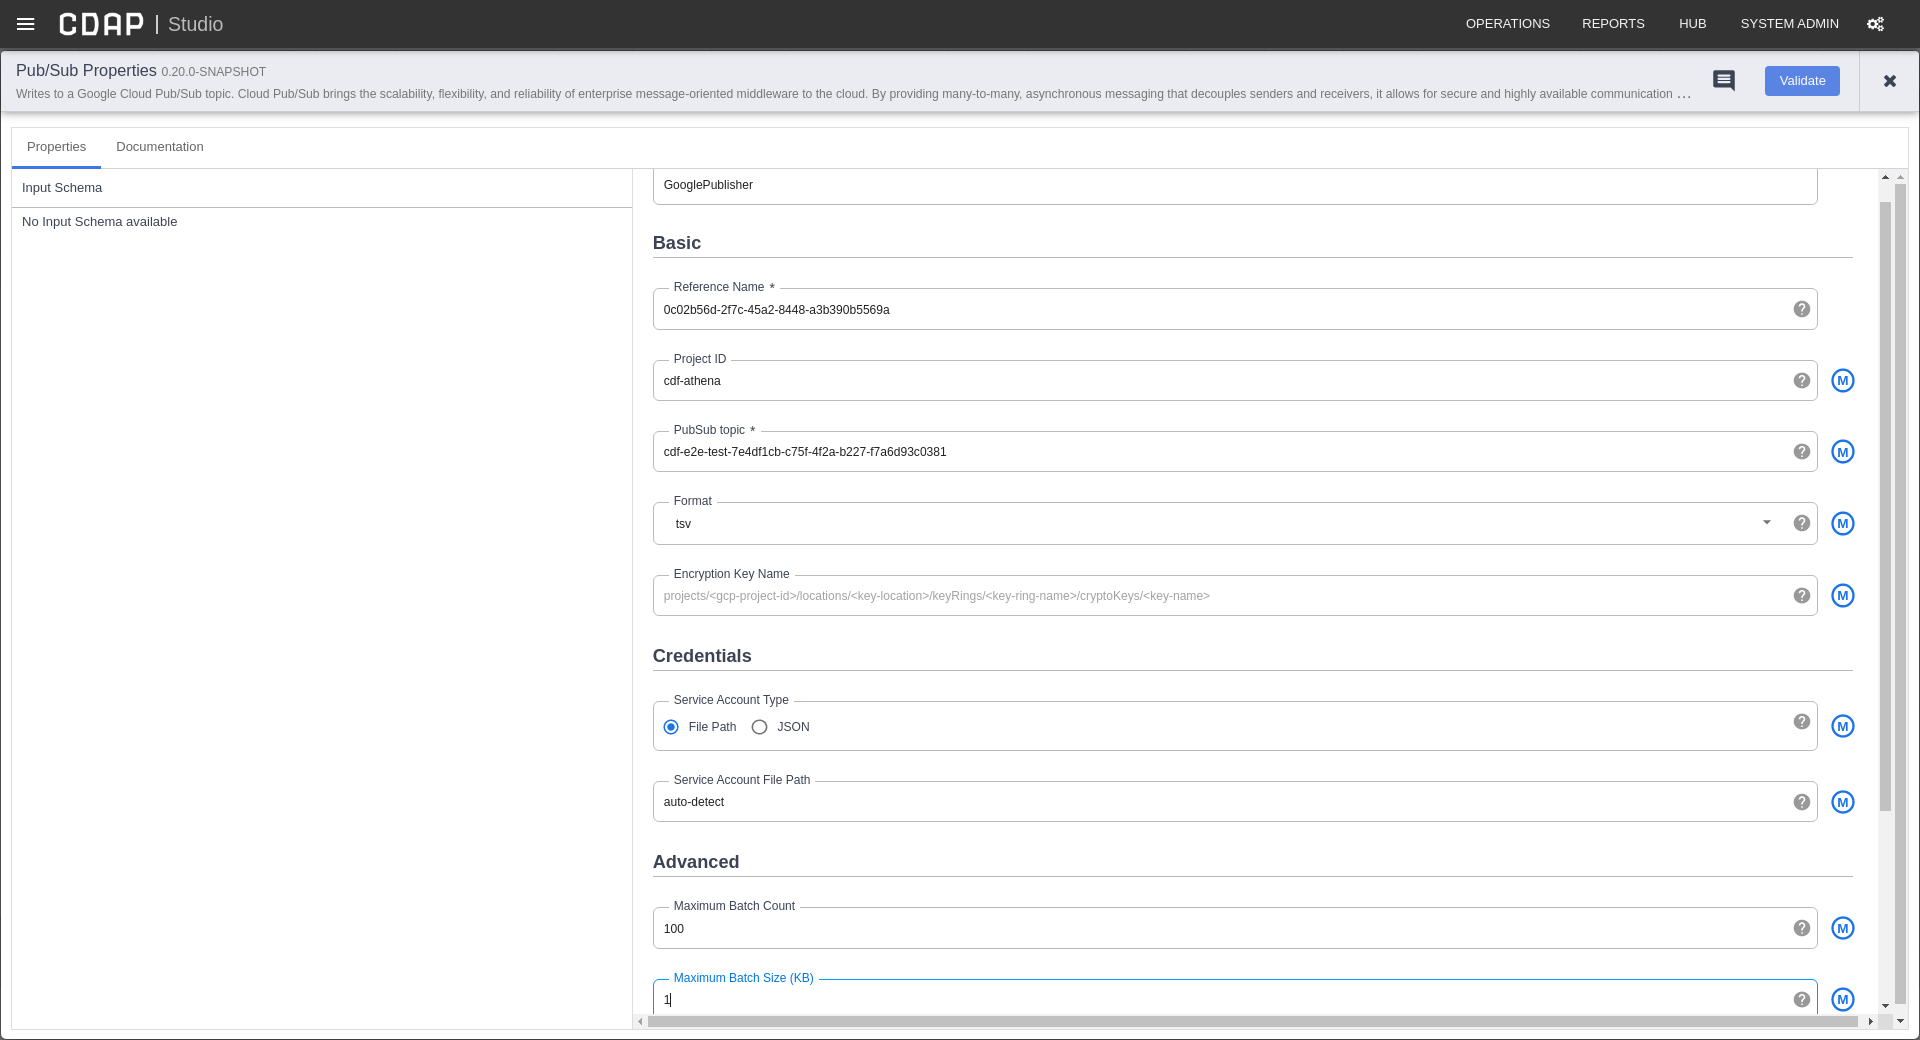 CDAP | Studio
OPERATIONS REPORTS HUB SYSTEM ADMIN
Pub/Sub Properties 0.20.0-SNAPSHOT
Writes to a Google Cloud Pub/Sub topic. Cloud Pub/Sub brings the scalability, flexibility, and reliability of enterprise message-oriented middleware to the cloud. By providing many-to-many, asynchronous messaging that decouples senders and receivers, it allows for secure and highly available communication ...
Validate
Properties Documentation
Input Schema
No Input Schema available
GooglePublisher
Basic
Reference Name *
0c02b56d-2f7c-45a2-8448-a3b390b5569a
Project ID
cdf-athena
M
PubSub topic *
cdf-e2e-test-7e4df1cb-c75f-4f2a-b227-f7a6d93c0381
M
Format
tsv
M
Encryption Key Name
projects/<gcp-project-id>/locations/<key-location>/keyRings/<key-ring-name>/cryptoKeys/<key-name>
M
Credentials
Service Account Type
File Path JSON
M
Service Account File Path
auto-detect
M
Advanced
Maximum Batch Count
100
M
Maximum Batch Size (KB)
1
M